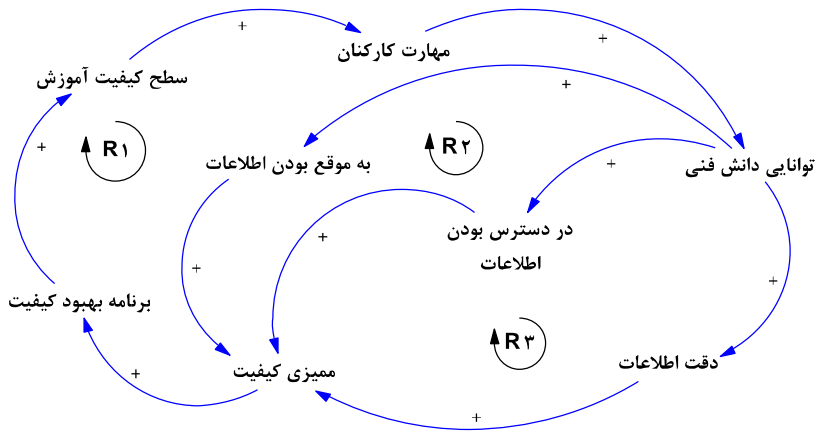 +
+
مهارت کارکنان
سطح کیفیت آموزش
+
+
R۱
R۲
به موقع بودن اطلاعات
+
توانایی دانش فنی
در دسترس بودن
اطلاعات
+
+
+
برنامه بهبود کیفیت
R۳
دقت اطلاعات
ممیزی کیفیت
+
+